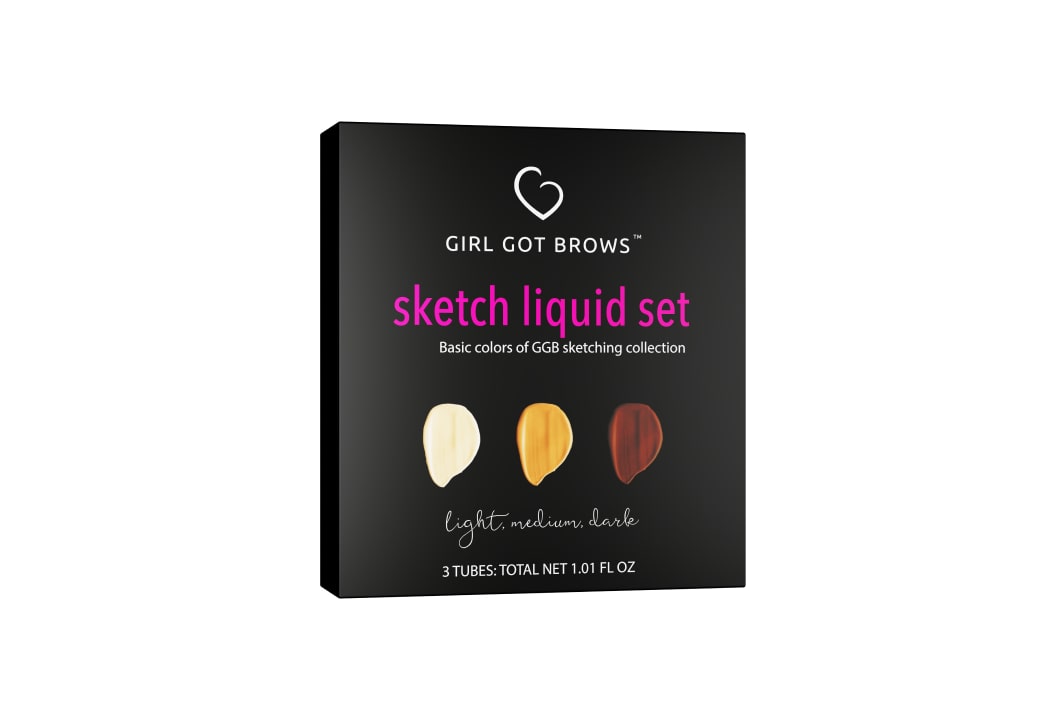 GIRL GOT BROWS™
sketch liquid set
Basic colors of GGB sketching collection
light, medium, dark
3 TUBES: TOTAL NET 1.01 FL OZ